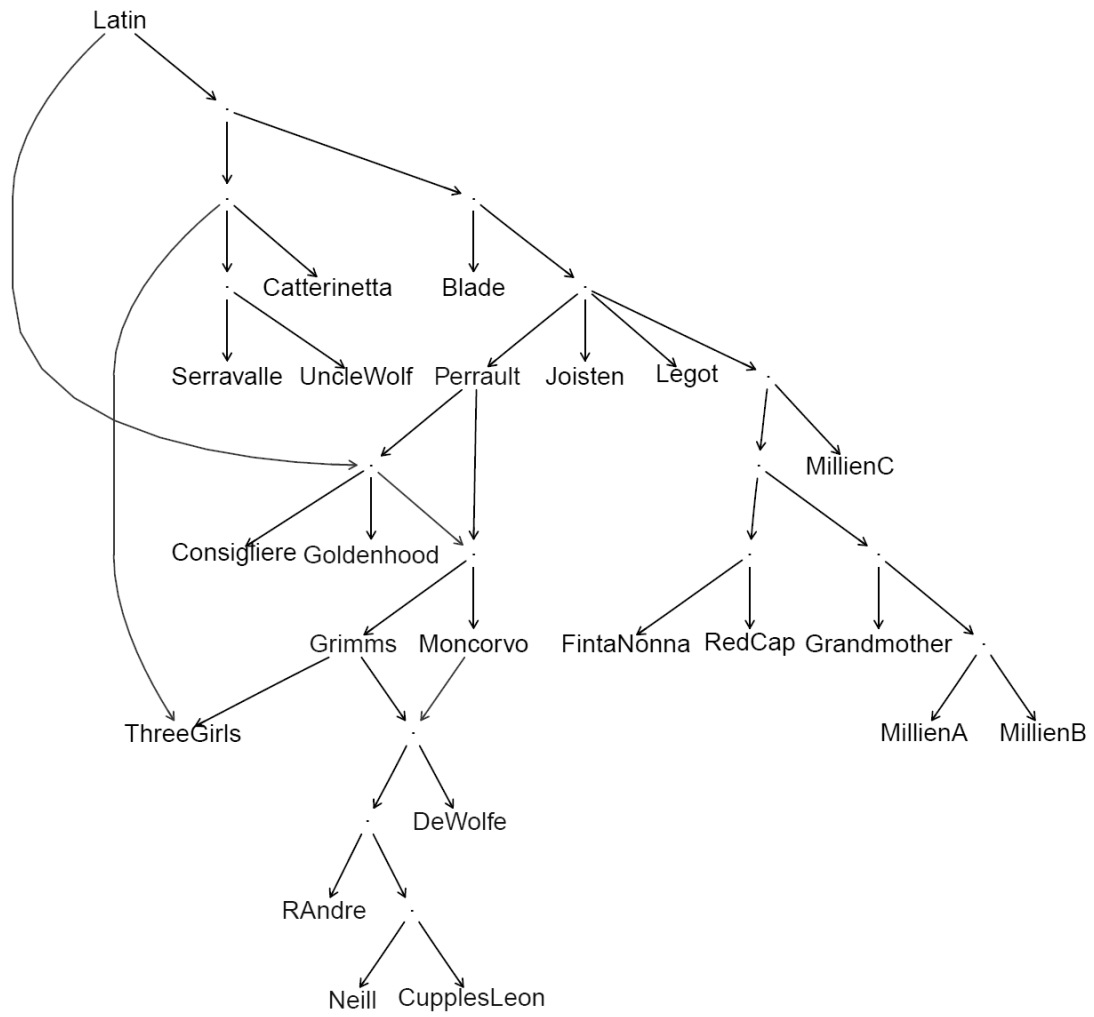 Latin
Catterinetta Blade
Serravalle UncleWolf Perrault Joisten Legot
MillienC
Consigliere Goldenhood
Grimms Moncorvo FintaNonna RedCap Grandmother
ThreeGirls MillienA MillienB
DeWolfe
RAndre
Neill CupplesLeon